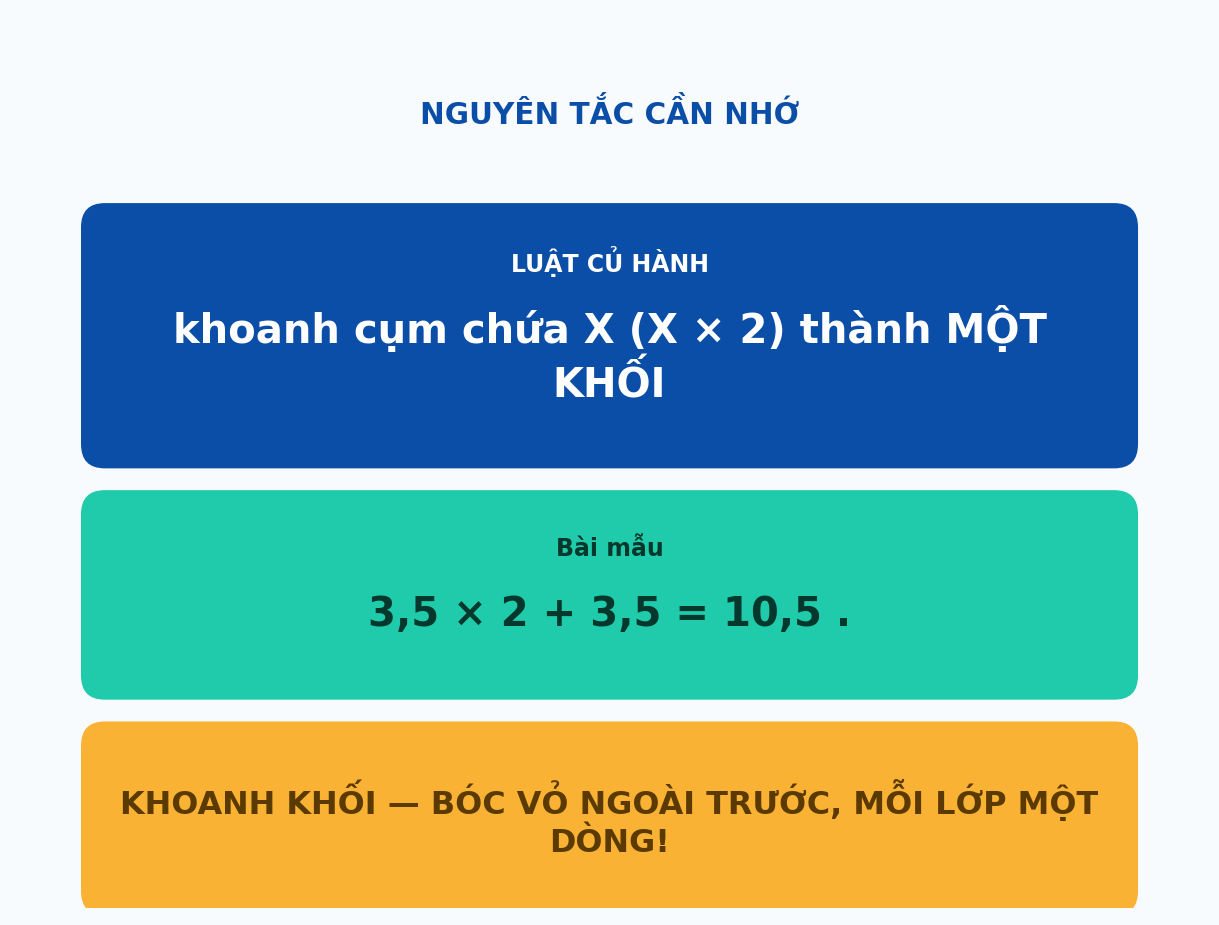 NGUYÊN TẮC CẦN NHỚ
LUẬT CỦ HÀNH
khoanh cụm chứa X (X × 2) thành MỘT
KHỐI
Bài mẫu
3,5 × 2 + 3,5 = 10,5 .
KHOANH KHỐI — BÓC VỎ NGOÀI TRƯỚC, MỖI LỚP MỘT
DÒNG!